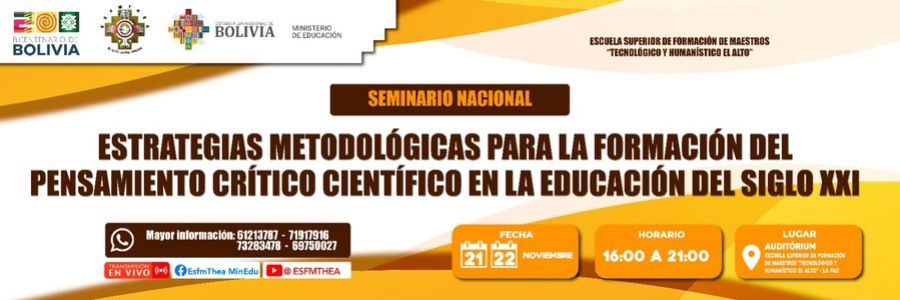 BICENTENARIO DE
BOLIVIA
ESTADO PLURINACIONAL DE
BOLIVIA
MINISTERIO
DE EDUCACIÓN
ESCUELA SUPERIOR DE FORMACIÓN DE MAESTROS
"TECNOLÓGICO Y HUMANÍSTICO EL ALTO"
SEMINARIO NACIONAL
ESTRATEGIAS METODOLÓGICAS PARA LA FORMACIÓN DEL
PENSAMIENTO CRÍTICO CIENTÍFICO EN LA EDUCACIÓN DEL SIGLO XXI
Mayor información: 61213787 - 71917916
73283478 - 69750027
TRANSMISIÓN
EN VIVO
EsfmThea MinEdu
@ ESFMTHEA
FECHA
21 22 NOVIEMBRE
HORARIO
16:00 A 21:00
LUGAR
AUDITÓRIUM
ESCUELA SUPERIOR DE FORMACIÓN
DE MAESTROS "TECNOLÓGICO Y
HUMANÍSTICO EL ALTO" - LA PAZ